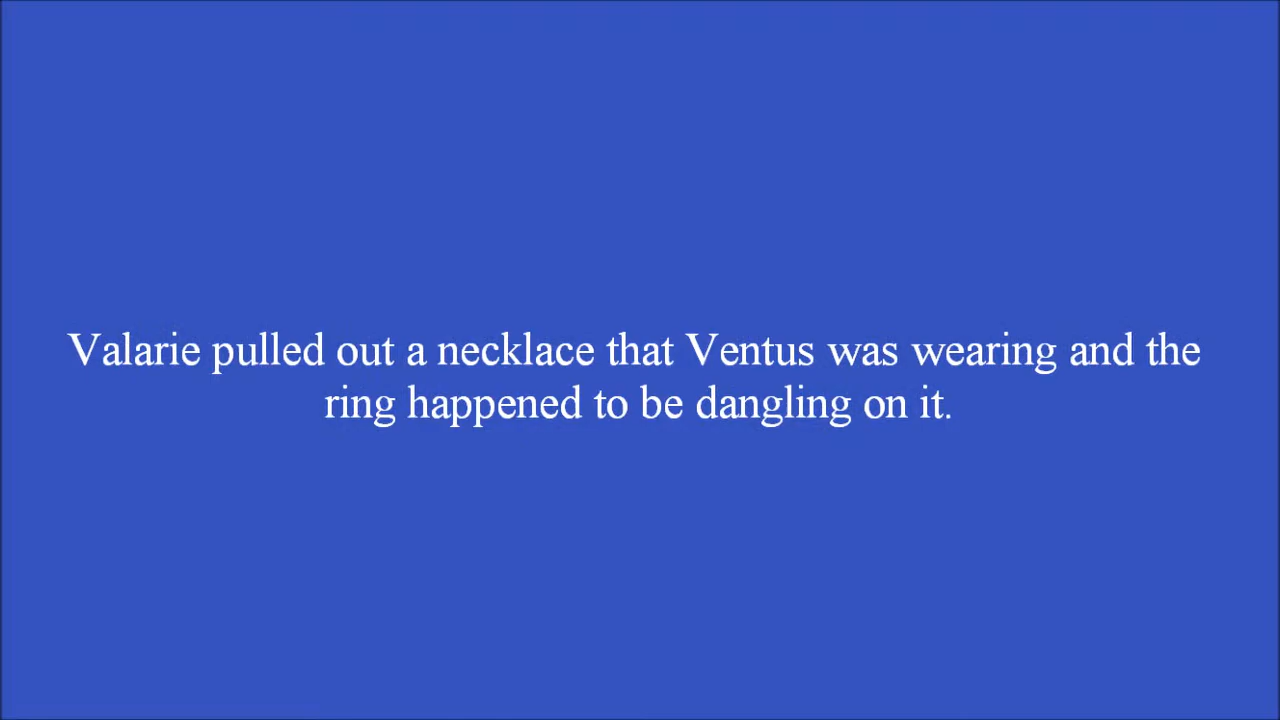 Valarie pulled out a necklace that Ventus was wearing and the
ring happened to be dangling on it.